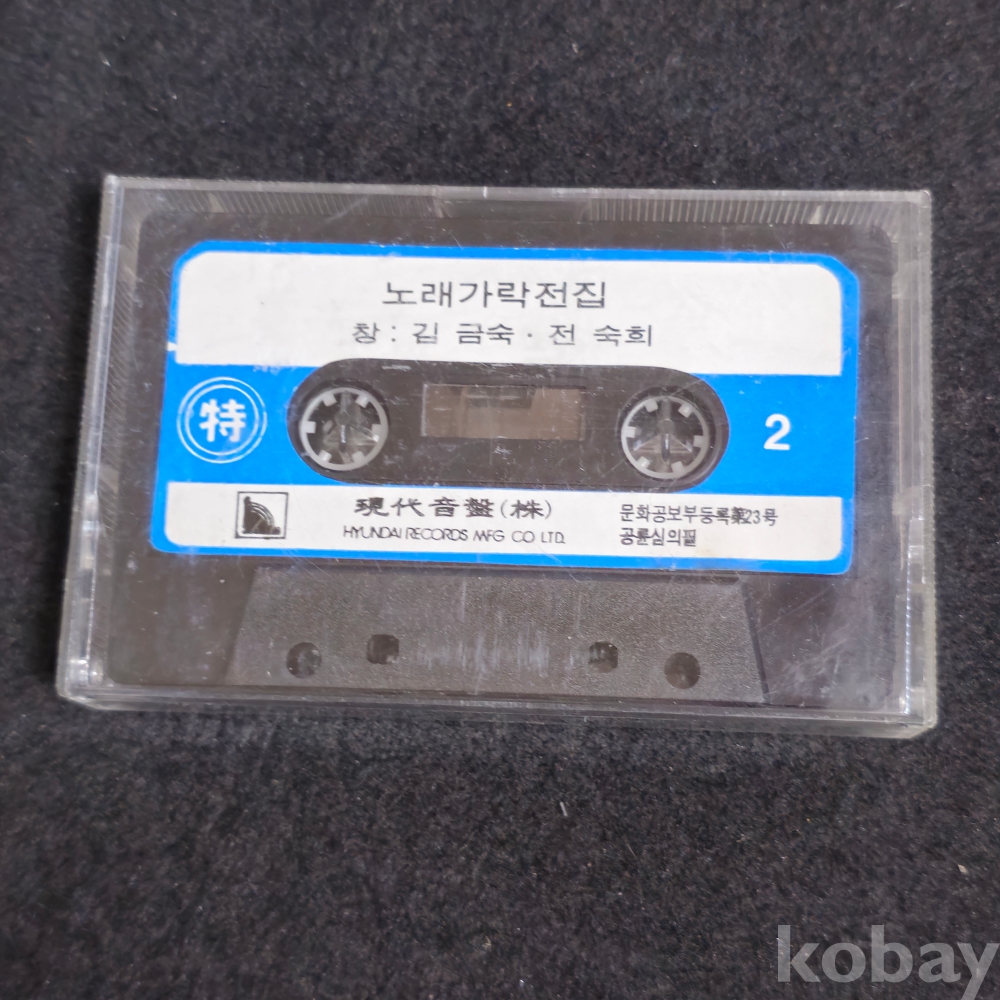 노래가락전집
창 : 김 금숙 · 전 숙희
特
2
現代音盤(株)
HYUNDAI RECORDS MFG CO LTD.
문화공보부등록第23号
공륜심의필
kobay